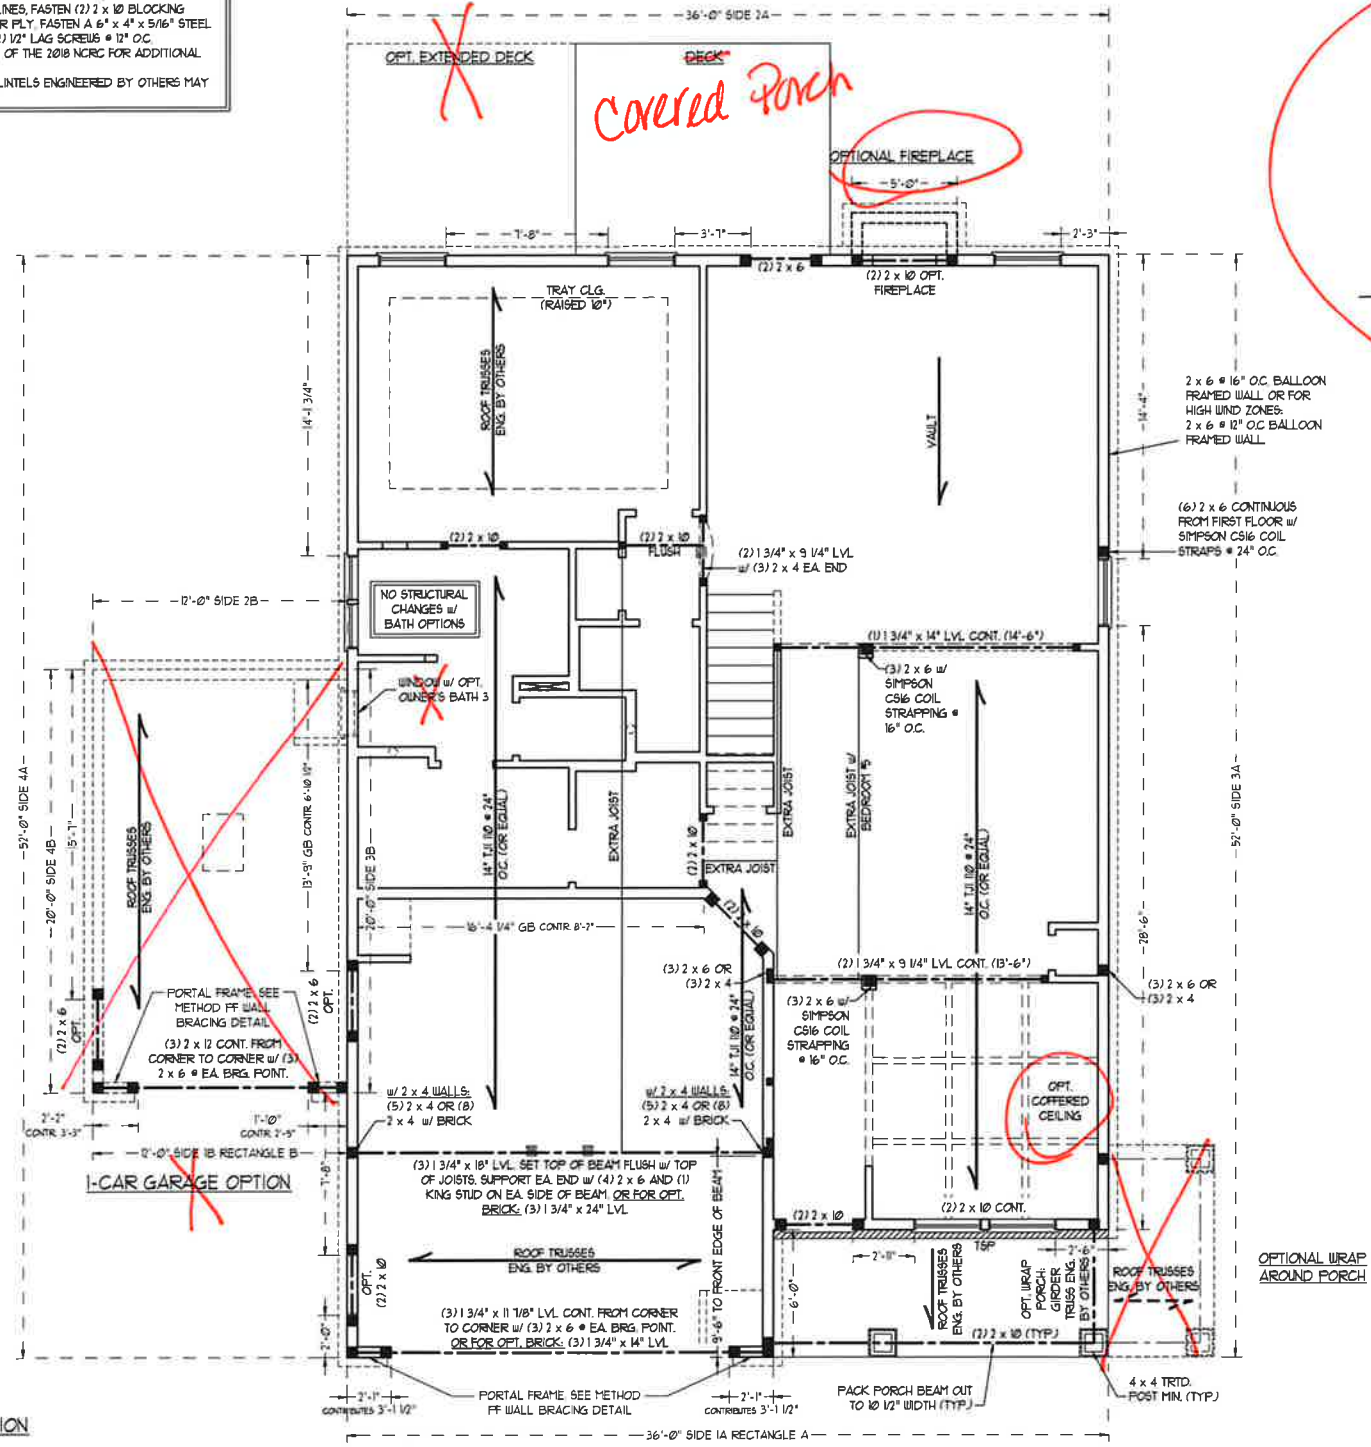 INES, FASTEN (2) 2 x 10 BLOCKING
R PLY. FASTEN A 6" x 4" x 5/16" STEEL
) 1/2" LAG SCREWS @ 12" O.C.
OF THE 2018 NCRC FOR ADDITIONAL
LINTELS ENGINEERED BY OTHERS MAY
36'-0" SIDE 2A
OPT. EXTENDED DECK
DECK
Covered Porch
OPTIONAL FIREPLACE
5'-0"
7'-8"
3'-7"
2'-3"
(2) 2 x 6
(2) 2 x 10 OPT.
FIREPLACE
TRAY CLG.
(RAISED 10")
ROOF TRUSSES
ENG. BY OTHERS
VAULT
14'-1 3/4"
14'-4"
2 x 6 @ 16" O.C. BALLOON
FRAMED WALL OR FOR
HIGH WIND ZONES:
2 x 6 @ 12" O.C BALLOON
FRAMED WALL
(6) 2 x 6 CONTINUOUS
FROM FIRST FLOOR w/
SIMPSON CS16 COIL
STRAPS @ 24" O.C.
(2) 2 x 10
(2) 2 x 10
FLUSH
(2) 1 3/4" x 9 1/4" LVL
w/ (3) 2 x 4 EA. END
NO STRUCTURAL
CHANGES w/
BATH OPTIONS
12'-0" SIDE 2B
(1) 1 3/4" x 14" LVL CONT. (14'-6")
(3) 2 x 6 w/
SIMPSON
CS16 COIL
STRAPPING @
16" O.C.
WINDOW w/ OPT.
OWNER'S BATH 3
52'-0" SIDE 4A
20'-0" SIDE 4B
15'-7"
ROOF TRUSSES
ENG. BY OTHERS
13'-9" GB CONTR. 6'-10 1/2"
20'-0" SIDE 3B
14" TJI 110 @ 24"
O.C. (OR EQUAL)
EXTRA JOIST
(2) 2 x 10
EXTRA JOIST
EXTRA JOIST
EXTRA JOIST w/
BEDROOM #5
14" TJI 110 @ 24"
O.C. (OR EQUAL)
52'-0" SIDE 3A
28'-6"
16'-4 1/4" GB CONTR. 8'-2"
(2) 2 x 10
(2) 1 3/4" x 9 1/4" LVL CONT. (13'-6")
(3) 2 x 6 OR
(3) 2 x 4
(3) 2 x 6 OR
(3) 2 x 4
(3) 2 x 6 w/
SIMPSON
CS16 COIL
STRAPPING
@ 16" O.C.
14" TJI 110 @ 24"
O.C. (OR EQUAL)
PORTAL FRAME SEE
METHOD PF WALL
BRACING DETAIL
(3) 2 x 12 CONT. FROM
CORNER TO CORNER w/ (3)
2 x 6 @ EA. BRG. POINT.
(2) 2 x 6
OPT.
(2) 2 x 6
OPT.
OPT.
COFFERED
CEILING
w/ 2 x 4 WALLS:
(5) 2 x 4 OR (8)
2 x 4 w/ BRICK
w/ 2 x 4 WALLS:
(5) 2 x 4 OR (8)
2 x 4 w/ BRICK
2'-2"
CONTR. 3'-3"
1'-10"
CONTR. 2'-9"
12'-0" SIDE 1B RECTANGLE B
1-CAR GARAGE OPTION
7'-8"
(3) 1 3/4" x 18" LVL. SET TOP OF BEAM FLUSH w/ TOP
OF JOISTS. SUPPORT EA. END w/ (4) 2 x 6 AND (1)
KING STUD ON EA. SIDE OF BEAM. OR FOR OPT.
BRICK: (3) 1 3/4" x 24" LVL
9'-6" TO FRONT EDGE OF BEAM
(2) 2 x 10
(2) 2 x 10 CONT.
2'-11"
TSP
2'-6"
ROOF TRUSSES
ENG. BY OTHERS
OPT.
(2) 2 x 10
2'-0"
(3) 1 3/4" x 11 7/8" LVL CONT. FROM CORNER
TO CORNER w/ (3) 2 x 6 @ EA. BRG. POINT.
OR FOR OPT. BRICK: (3) 1 3/4" x 14" LVL
6'-0"
ROOF TRUSSES
ENG. BY OTHERS
OPT. WRAP
PORCH:
GIRDER
TRUSS ENG.
BY OTHERS
(2) 2 x 10 (TYP.)
ROOF TRUSSES
ENG. BY OTHERS
OPTIONAL WRAP
AROUND PORCH
2'-1"
CONTRIBUTES 3'-1 1/2"
PORTAL FRAME SEE METHOD
PF WALL BRACING DETAIL
2'-1"
CONTRIBUTES 3'-1 1/2"
PACK PORCH BEAM OUT
TO 10 1/2" WIDTH (TYP.)
4 x 4 TRTD.
POST MIN. (TYP.)
ION
36'-0" SIDE 1A RECTANGLE A